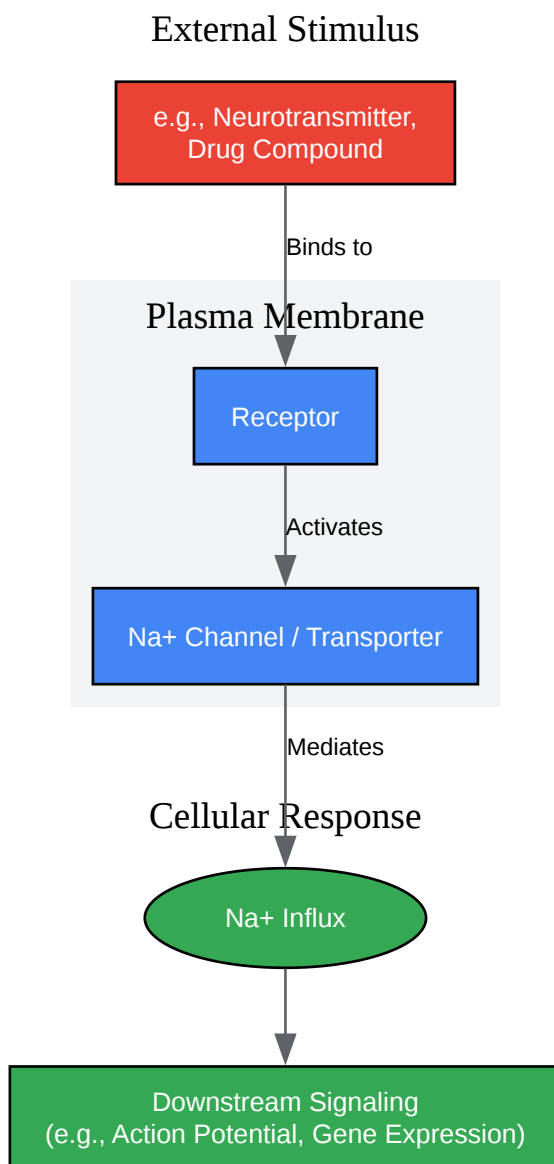 External Stimulus
e.g., Neurotransmitter,
Drug Compound
Binds to
Plasma Membrane
Receptor
Activates
Na+ Channel / Transporter
Mediates
Cellular Response
Na+ Influx
Downstream Signaling
(e.g., Action Potential, Gene Expression)